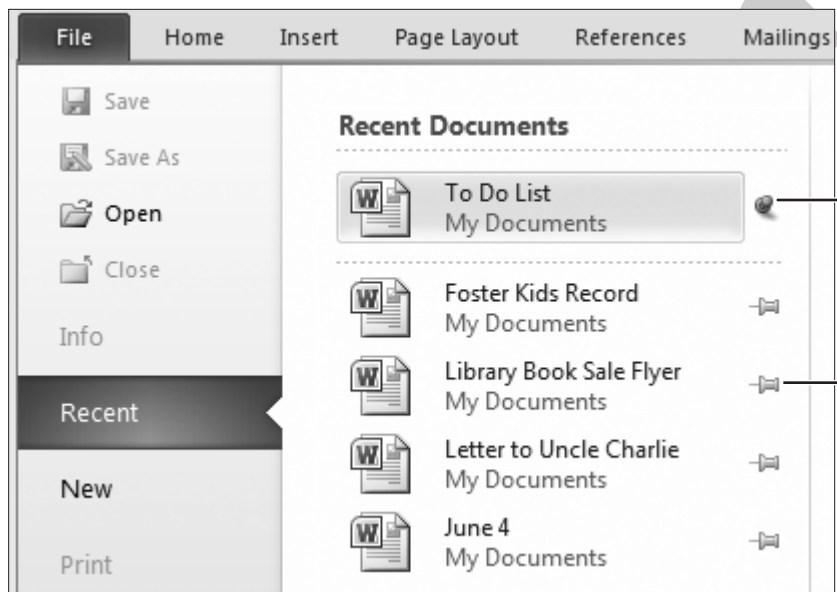 File Home Insert Page Layout References Mailings
Save
Save As
Open
Close
Info
Recent
New
Print
Recent Documents
To Do List
My Documents
Foster Kids Record
My Documents
Library Book Sale Flyer
My Documents
Letter to Uncle Charlie
My Documents
June 4
My Documents